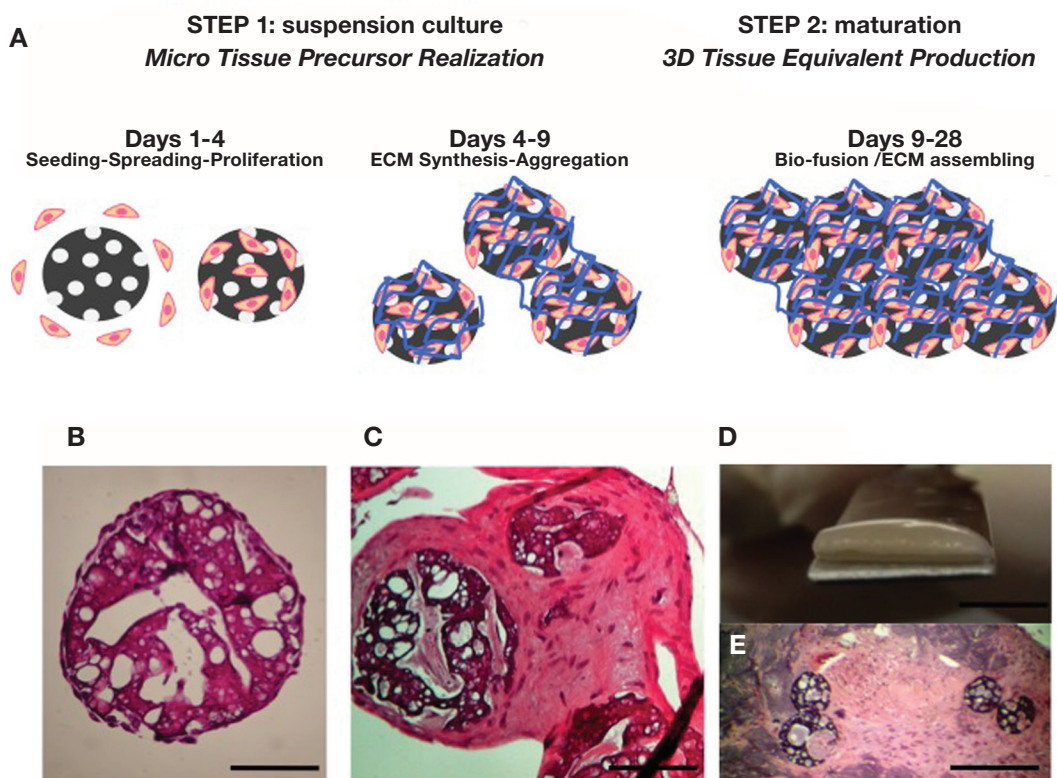 A
STEP 1: suspension culture
Micro Tissue Precursor Realization
STEP 2: maturation
3D Tissue Equivalent Production
Days 1-4
Seeding-Spreading-Proliferation
Days 4-9
ECM Synthesis-Aggregation
Days 9-28
Bio-fusion /ECM assembling
B
C
D
E